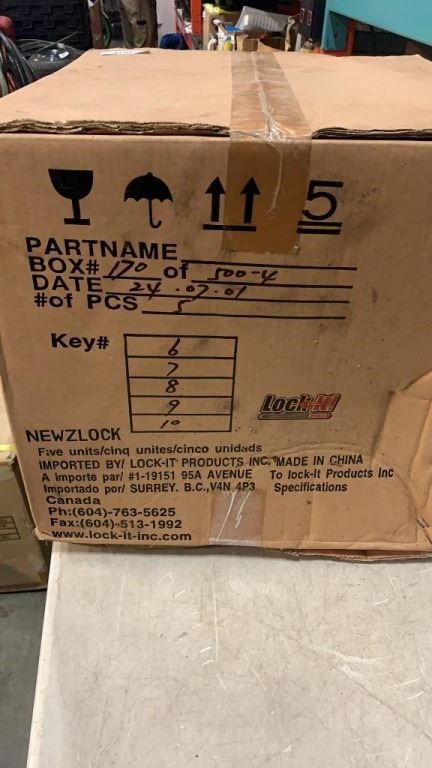 5
PARTNAME
BOX# 170 of 500-4
DATE 24.07.01
#of PCS 5
Key#
6
7
8
9
10
Lock-It!
NEWZLOCK
Five units/cinq unites/cinco unidads
IMPORTED BY/ LOCK-IT PRODUCTS INC. MADE IN CHINA
A importe par/ #1-19151 95A AVENUE To lock-It Products Inc
Importado por/ SURREY. B.C.,V4N 4P3 Specifications
Canada
Ph:(604)-763-5625
Fax:(604)-513-1992
www.lock-it-inc.com